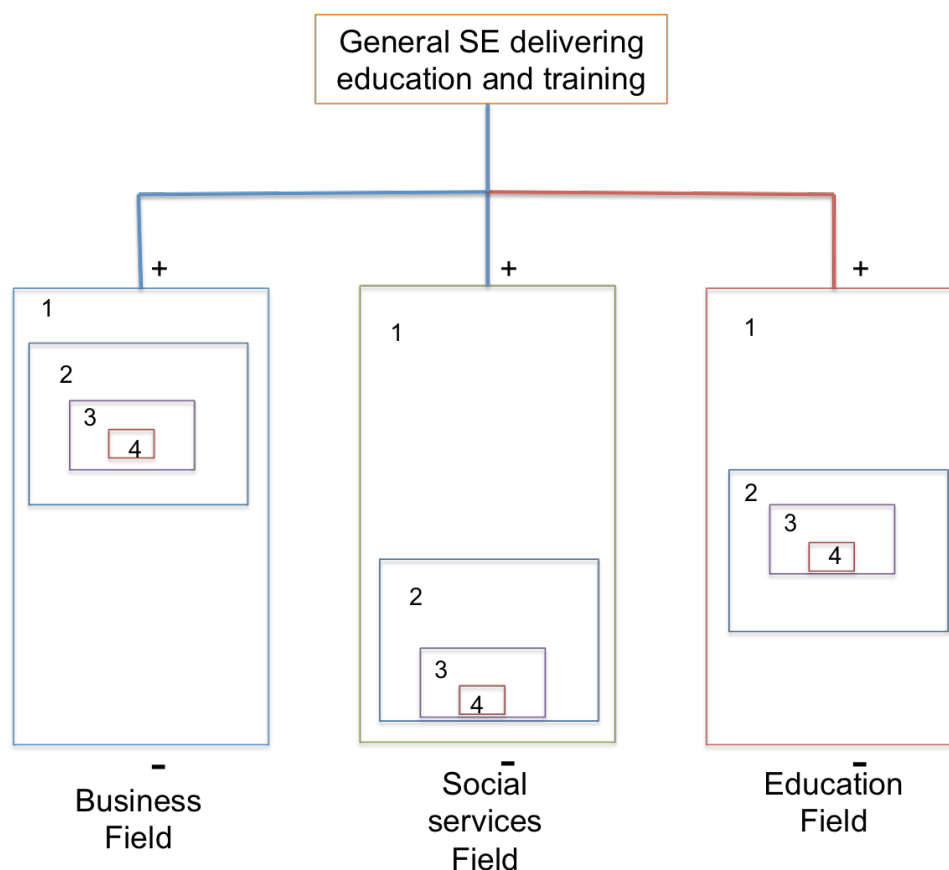 General SE delivering
education and training
+
+
+
1
2
3
4
1
2
3
4
1
2
3
4
-
Business
Field
-
Social
services
Field
-
Education
Field